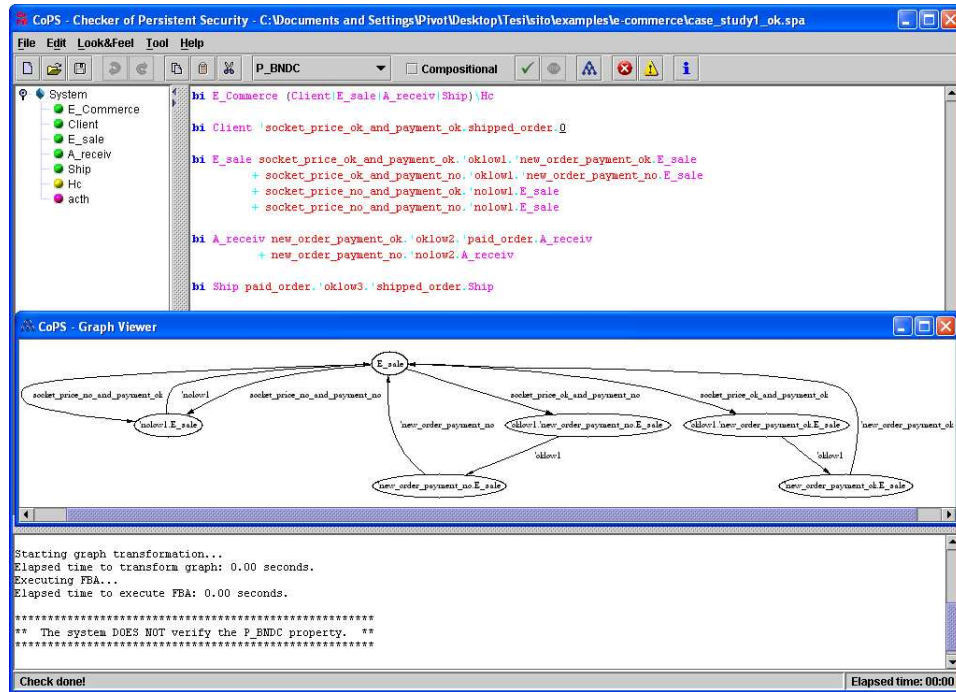 CoPS - Checker of Persistent Security - C:\Documents and Settings\Pivot\Desktop\Tesi\sito\examples\e-commerce\case_study1_ok.spa
File Edit Look&Feel Tool Help
P_BNDC Compositional
System
E_Commerce
Client
E_sale
A_receiv
Ship
Hc
acth
bi E_Commerce (Client|E_sale|A_receiv|Ship)\Hc
bi Client 'socket_price_ok_and_payment_ok.shipped_order.0
bi E_sale socket_price_ok_and_payment_ok.'oklow1.'new_order_payment_ok.E_sale
+ socket_price_ok_and_payment_no.'oklow1.'new_order_payment_no.E_sale
+ socket_price_no_and_payment_ok.'nolow1.E_sale
+ socket_price_no_and_payment_no.'nolow1.E_sale
bi A_receiv new_order_payment_ok.'oklow2.'paid_order.A_receiv
+ new_order_payment_no.'nolow2.A_receiv
bi Ship paid_order.'oklow3.'shipped_order.Ship
CoPS - Graph Viewer
E_sale
socket_price_no_and_payment_ok 'nolow1 socket_price_no_and_payment_no socket_price_ok_and_payment_no socket_price_ok_and_payment_ok
'nolow1.E_sale 'new_order_payment_no 'oklow1.'new_order_payment_no.E_sale 'oklow1.'new_order_payment_ok.E_sale 'new_order_payment_ok
'oklow1 'oklow1
'new_order_payment_no.E_sale 'new_order_payment_ok.E_sale
Starting graph transformation...
Elapsed time to transform graph: 0.00 seconds.
Executing FBA...
Elapsed time to execute FBA: 0.00 seconds.
*******************************************************
** The system DOES NOT verify the P_BNDC property. **
*******************************************************
Check done! Elapsed time: 00:00